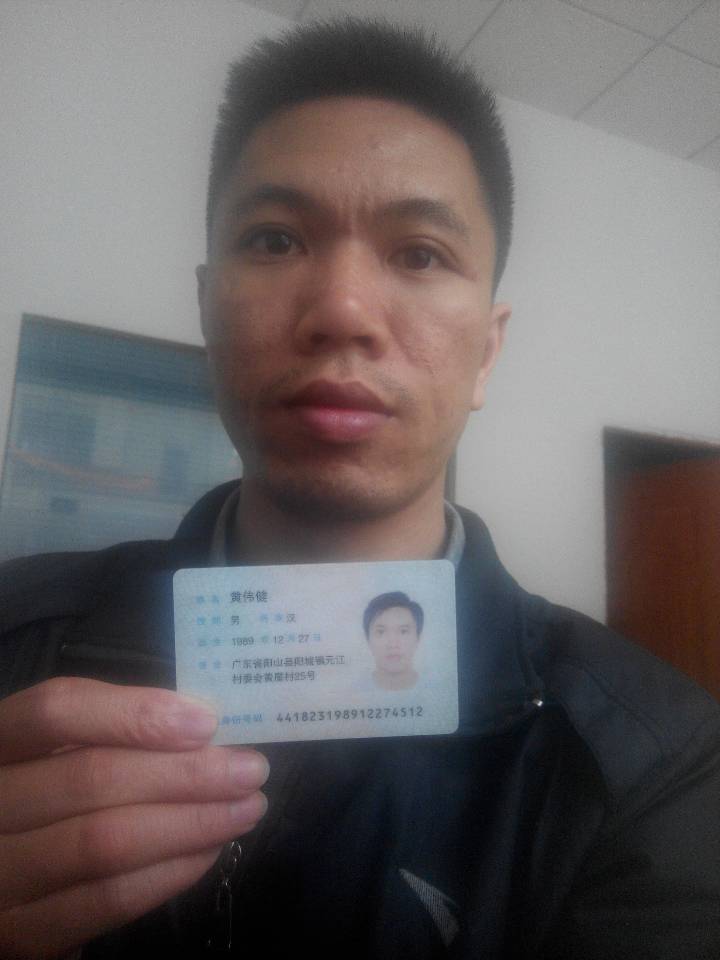 姓名 黄伟健
性别 男 民族 汉
出生 1989 年 12 月 27 日
住址 广东省阳山县阳城镇元江
村委会黄屋村25号
身份号码 441823198912274512